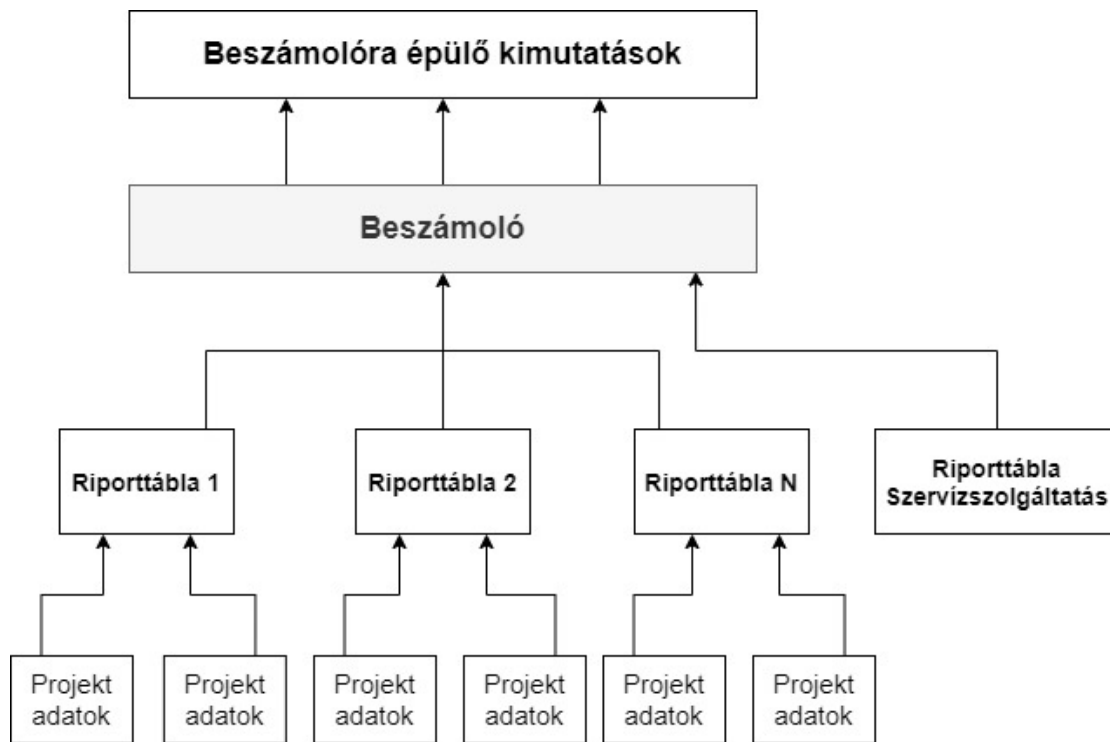 Beszámolóra épülő kimutatások
Beszámoló
Riporttábla 1
Riporttábla 2
Riporttábla N
Riporttábla
Szervízszolgáltatás
Projekt
adatok
Projekt
adatok
Projekt
adatok
Projekt
adatok
Projekt
adatok
Projekt
adatok